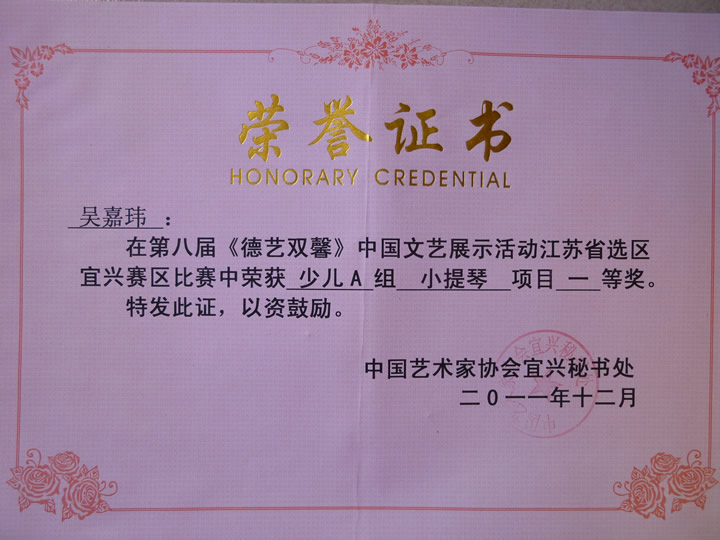 荣誉证书
HONORARY CREDENTIAL
吴嘉玮：
在第八届《德艺双馨》中国文艺展示活动江苏省选区
宜兴赛区比赛中荣获 少儿A 组 小提琴 项目 一 等奖。
特发此证，以资鼓励。
中国艺术家协会宜兴秘书处
二0一一年十二月